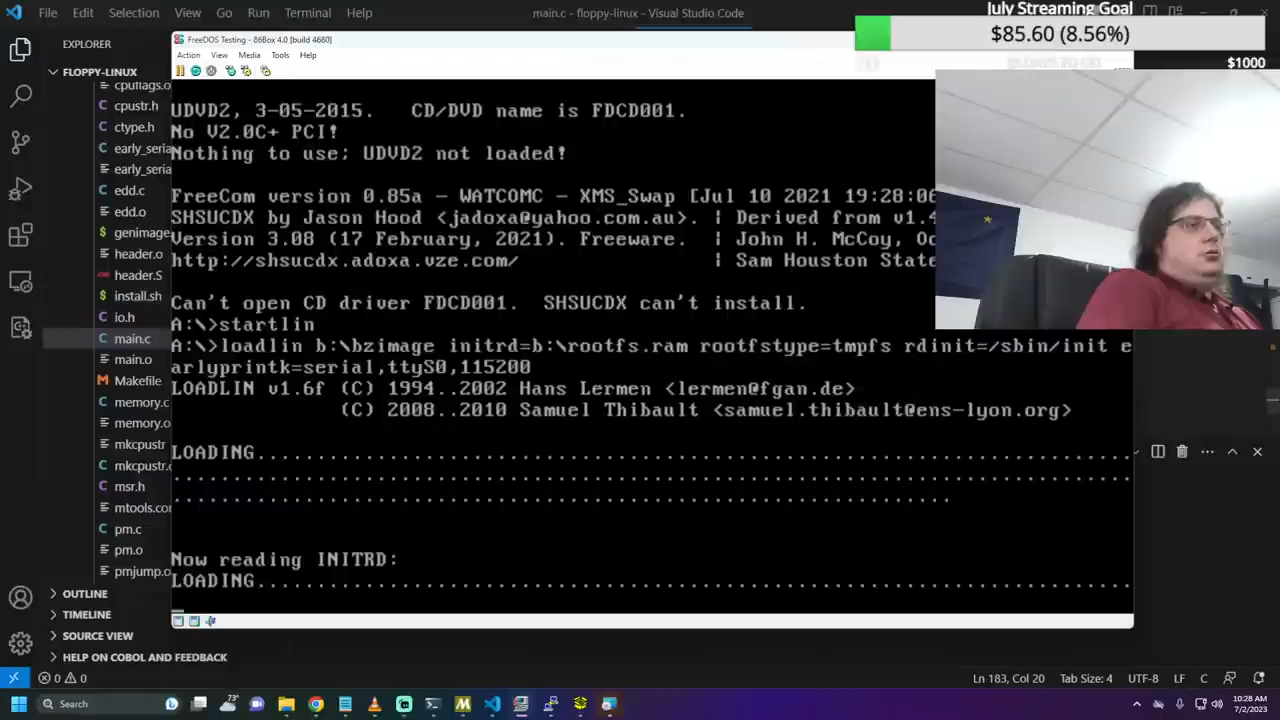 File Edit Selection View Go Run Terminal Help
main.c - floppy-linux - Visual Studio Code
July Streaming Goal
$85.60 (8.56%)
$1000
EXPLORER
FLOPPY-LINUX
cpuflags.o
cpustr.h
ctype.h
early_seria
early_seria
edd.c
edd.o
genimage
header.o
header.S
install.sh
io.h
main.c
main.o
Makefile
memory.c
memory.o
mkcpustr
mkcpustr.c
msr.h
mtools.con
pm.c
pm.o
pmjump.o
OUTLINE
TIMELINE
SOURCE VIEW
HELP ON COBOL AND FEEDBACK
FreeDOS Testing - 86Box 4.0 [build 4680]
Action View Media Tools Help
UDVD2, 3-05-2015. CD/DVD name is FDCD001.
No V2.0C+ PCI!
Nothing to use; UDVD2 not loaded!
FreeCom version 0.85a - WATCOMC - XMS_Swap [Jul 10 2021 19:28:06
SHSUCDX by Jason Hood <jadoxa@yahoo.com.au>. | Derived from v1.4
Version 3.08 (17 February, 2021). Freeware. | John H. McCoy, Oc
http://shsucdx.adoxa.vze.com/ | Sam Houston State
Can't open CD driver FDCD001. SHSUCDX can't install.
A:\>startlin
A:\>loadlin b:\bzimage initrd=b:\rootfs.ram rootfstype=tmpfs rdinit=/sbin/init e
arlyprintk=serial,ttyS0,115200
LOADLIN v1.6f (C) 1994..2002 Hans Lermen <lermen@fgan.de>
(C) 2008..2010 Samuel Thibault <samuel.thibault@ens-lyon.org>
LOADING...............................................................................
................................................................................
................................................................
Now reading INITRD:
LOADING.........................................................................
0 0
Ln 183, Col 20 Tab Size: 4 UTF-8 LF C
Search
73°
10:28 AM
7/2/2023